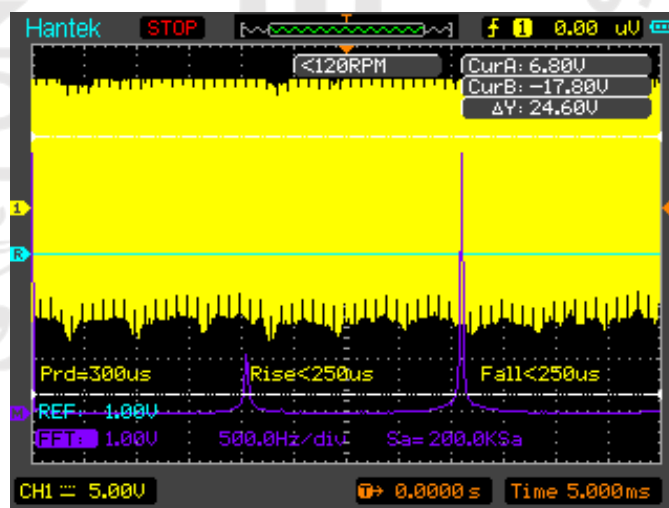 Hantek STOP T f 1 0.00 uV
<120RPM
CurA: 6.80V
CurB: -17.80V
△Y: 24.60V
1
R
Prd=300us Rise<250us Fall<250us
M
REF: 1.00V
FFT: 1.00V 500.0Hz/div Sa=200.0KSa
CH1 5.00V T→ 0.0000 s Time 5.000ms